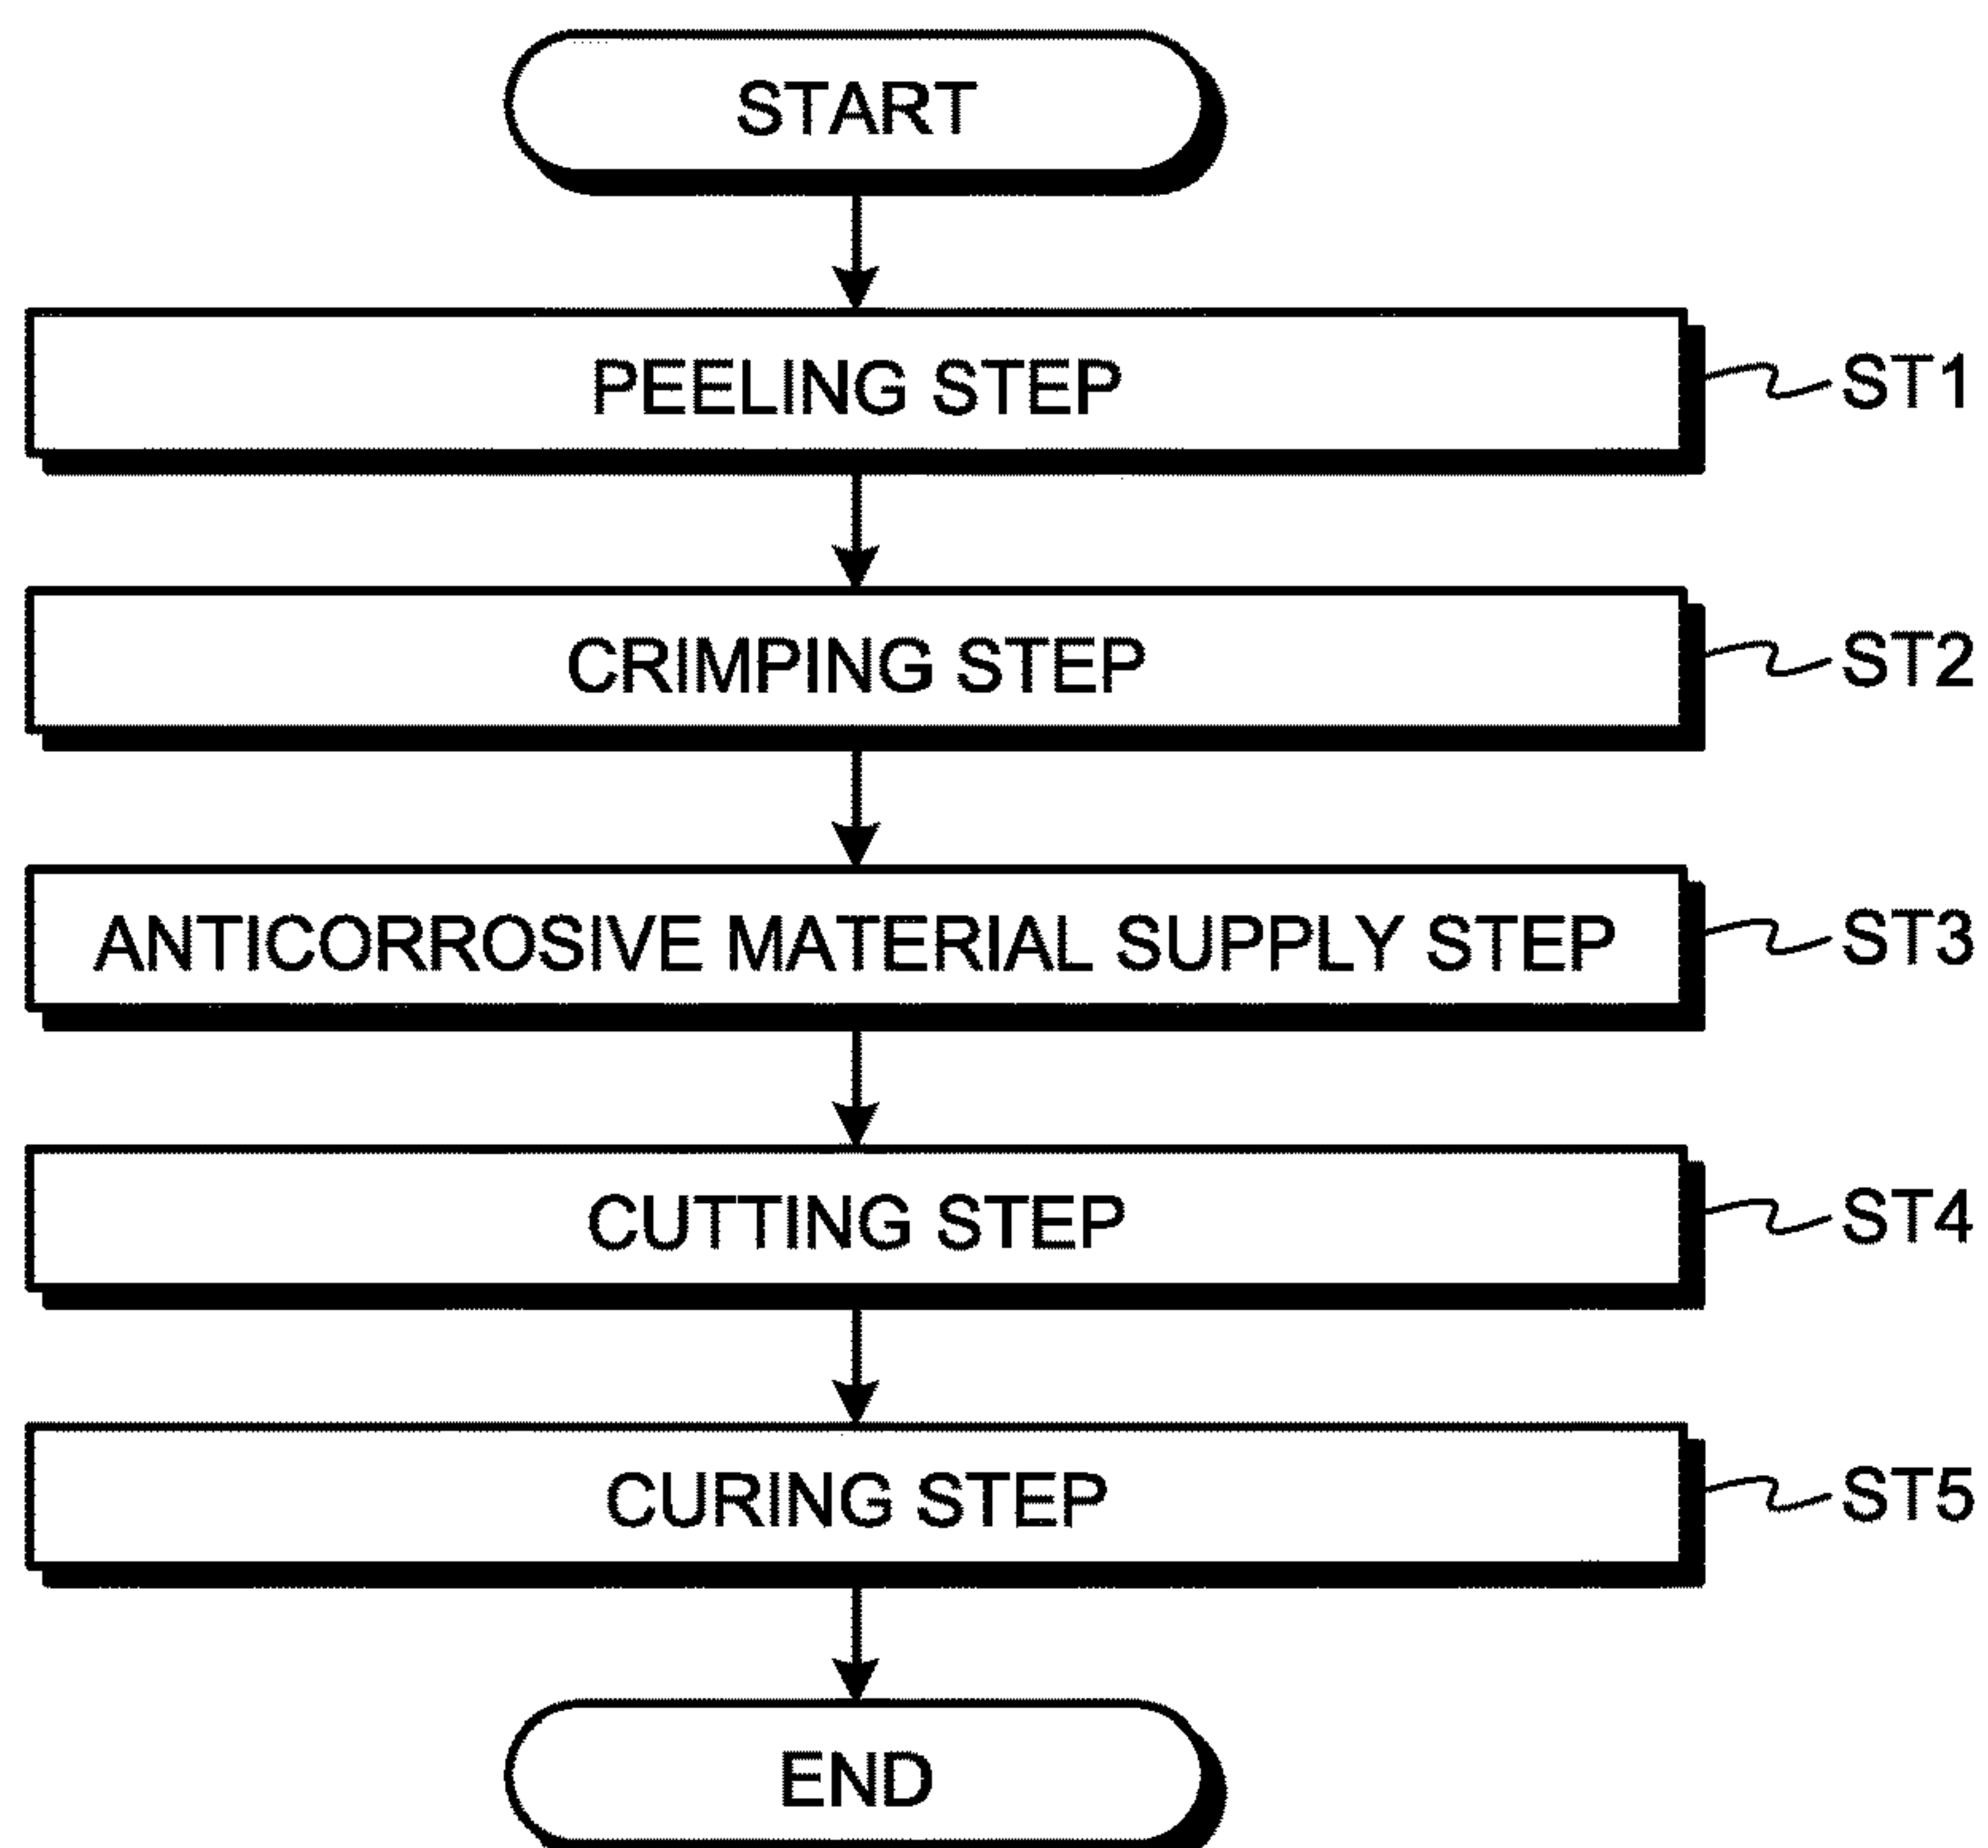 START
PEELING STEP
ST1
CRIMPING STEP
ST2
ANTICORROSIVE MATERIAL SUPPLY STEP
ST3
CUTTING STEP
ST4
CURING STEP
ST5
END